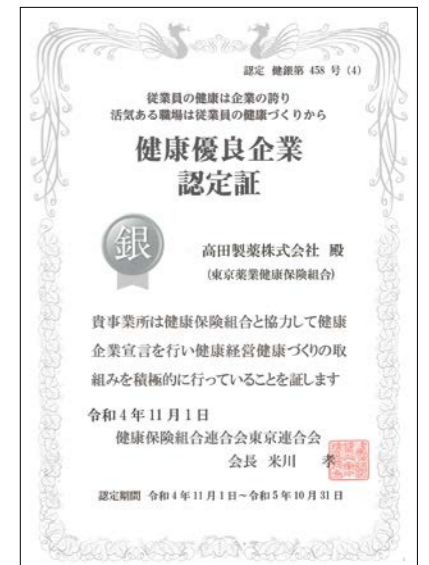 認定 健銀第 458 号 (4)
従業員の健康は企業の誇り
活気ある職場は従業員の健康づくりから
健康優良企業
認定証
銀
高田製薬株式会社 殿
(東京薬業健康保険組合)
貴事業所は健康保険組合と協力して健康
企業宣言を行い健康経営健康づくりの取
組みを積極的に行っていることを証します
令和4年11月1日
健康保険組合連合会東京連合会
会長 米川 孝
認定期間 令和4年11月1日~令和5年10月31日